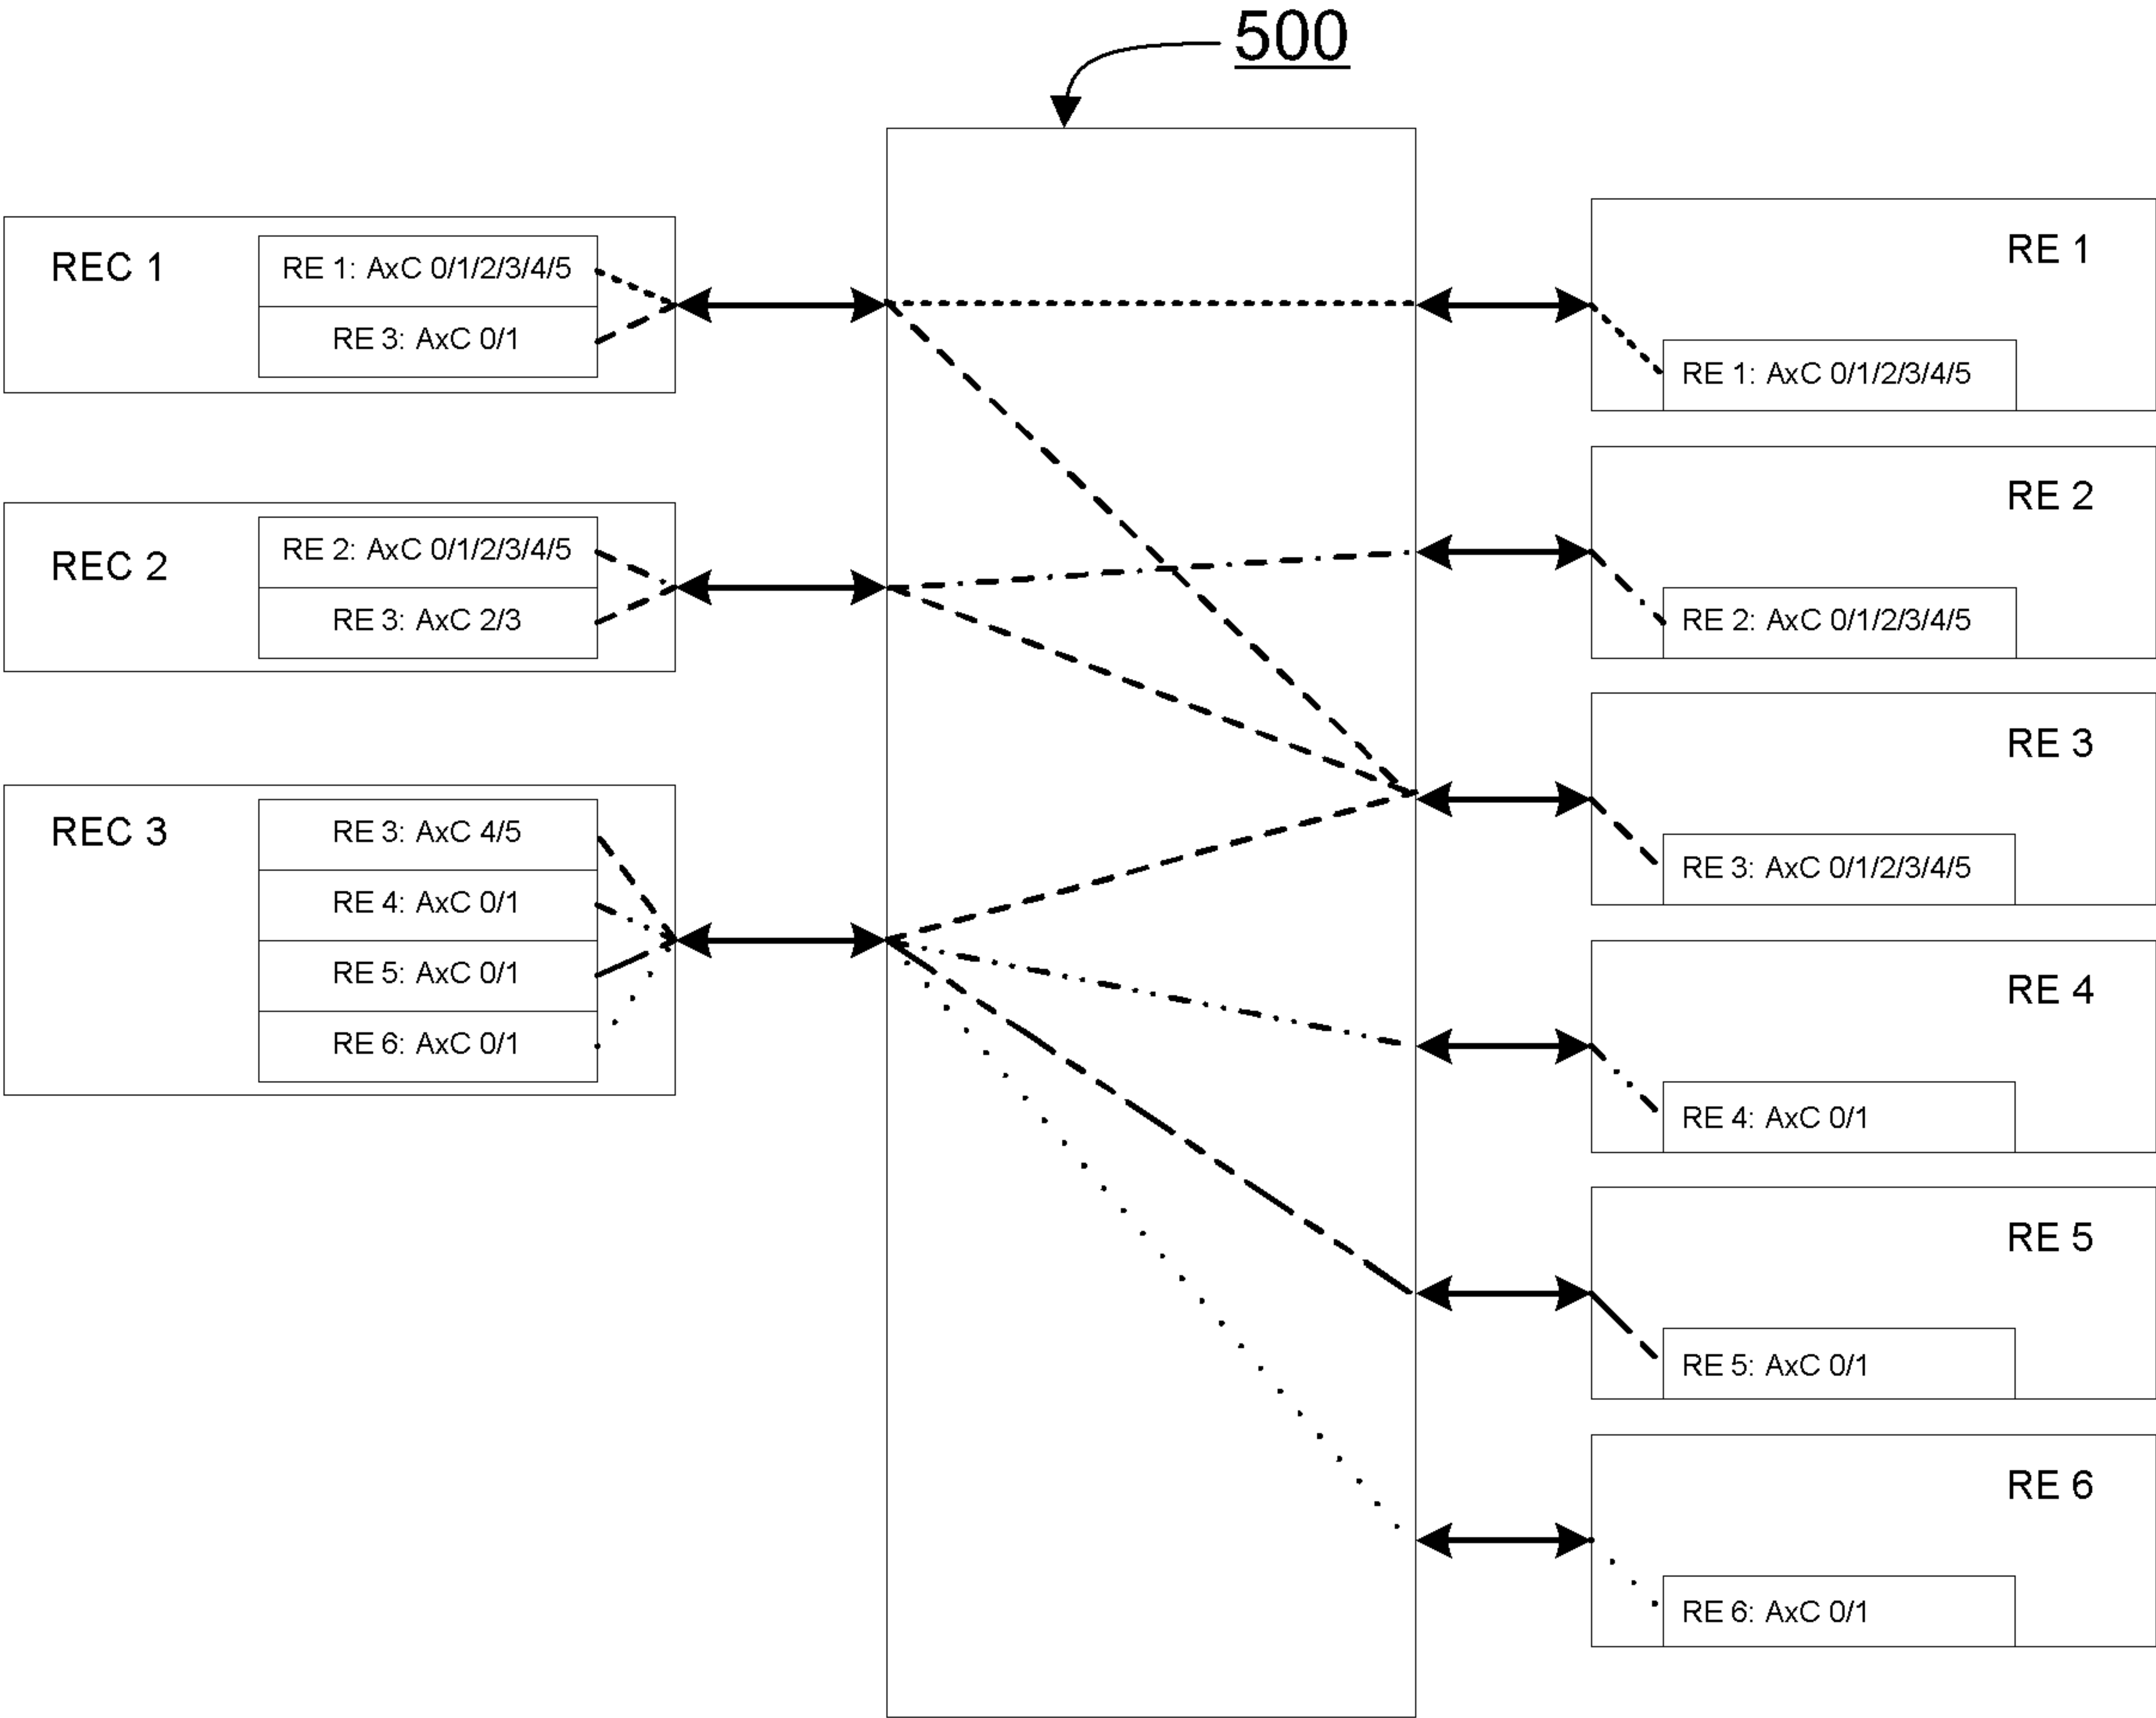 500
REC 1
RE 1: AxC 0/1/2/3/4/5
RE 3: AxC 0/1
REC 2
RE 2: AxC 0/1/2/3/4/5
RE 3: AxC 2/3
REC 3
RE 3: AxC 4/5
RE 4: AxC 0/1
RE 5: AxC 0/1
RE 6: AxC 0/1
RE 1
RE 1: AxC 0/1/2/3/4/5
RE 2
RE 2: AxC 0/1/2/3/4/5
RE 3
RE 3: AxC 0/1/2/3/4/5
RE 4
RE 4: AxC 0/1
RE 5
RE 5: AxC 0/1
RE 6
RE 6: AxC 0/1